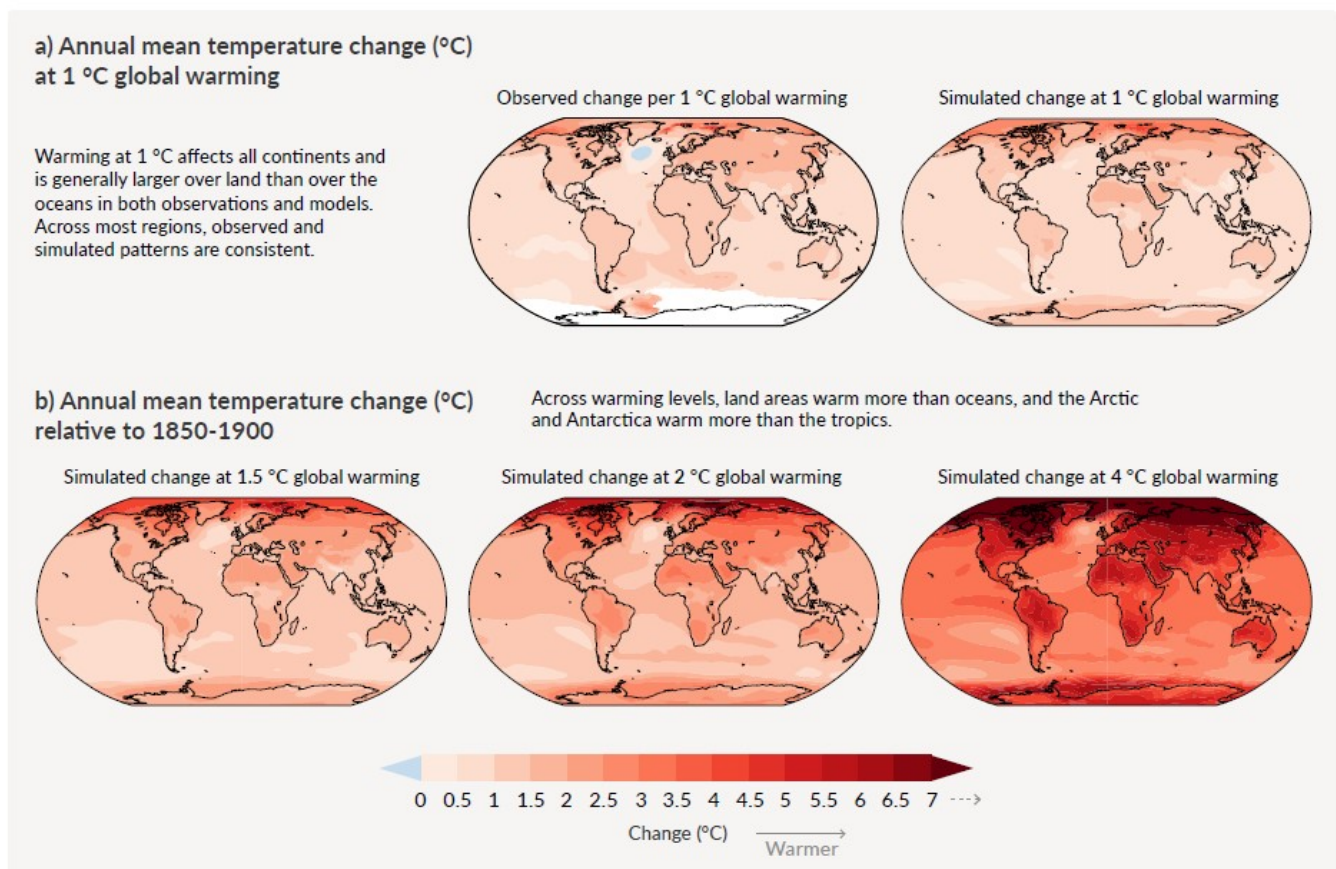 a) Annual mean temperature change (°C)
at 1 °C global warming
Warming at 1 °C affects all continents and
is generally larger over land than over the
oceans in both observations and models.
Across most regions, observed and
simulated patterns are consistent.
Observed change per 1 °C global warming
Simulated change at 1 °C global warming
b) Annual mean temperature change (°C)
relative to 1850-1900
Across warming levels, land areas warm more than oceans, and the Arctic
and Antarctica warm more than the tropics.
Simulated change at 1.5 °C global warming
Simulated change at 2 °C global warming
Simulated change at 4 °C global warming
0 0.5 1 1.5 2 2.5 3 3.5 4 4.5 5 5.5 6 6.5 7
Change (°C)
Warmer